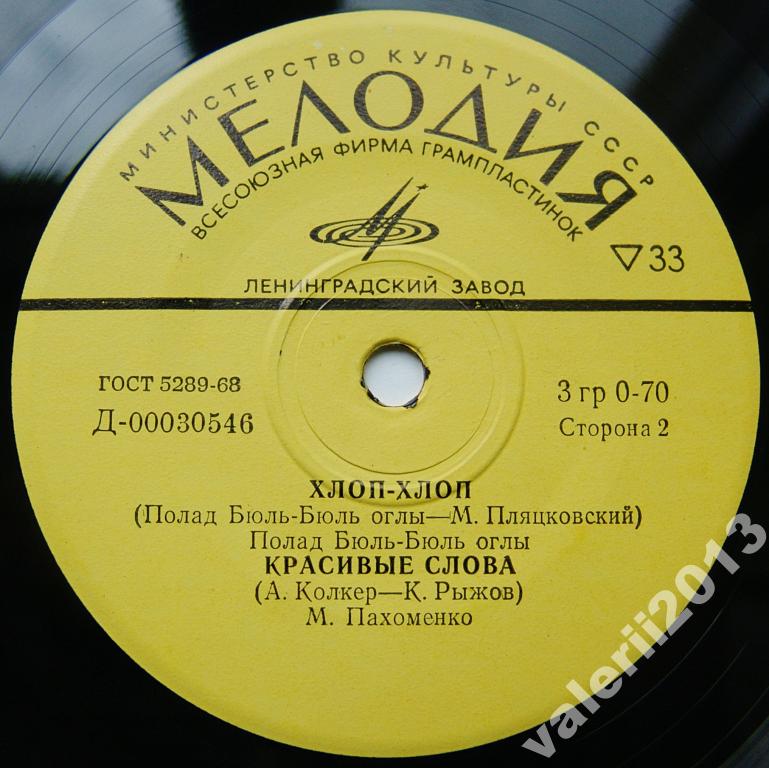 МИНИСТЕРСТВО КУЛЬТУРЫ СССР
МЕЛОДИЯ
ВСЕСОЮЗНАЯ ФИРМА ГРАМПЛАСТИНОК
33
ЛЕНИНГРАДСКИЙ ЗАВОД
ГОСТ 5289-68
3 гр 0-70
Д-00030546
Сторона 2
ХЛОП-ХЛОП
(Полад Бюль-Бюль оглы—М. Пляцковский)
Полад Бюль-Бюль оглы
КРАСИВЫЕ СЛОВА
(А. Колкер—К. Рыжов)
М. Пахоменко
valerii2013